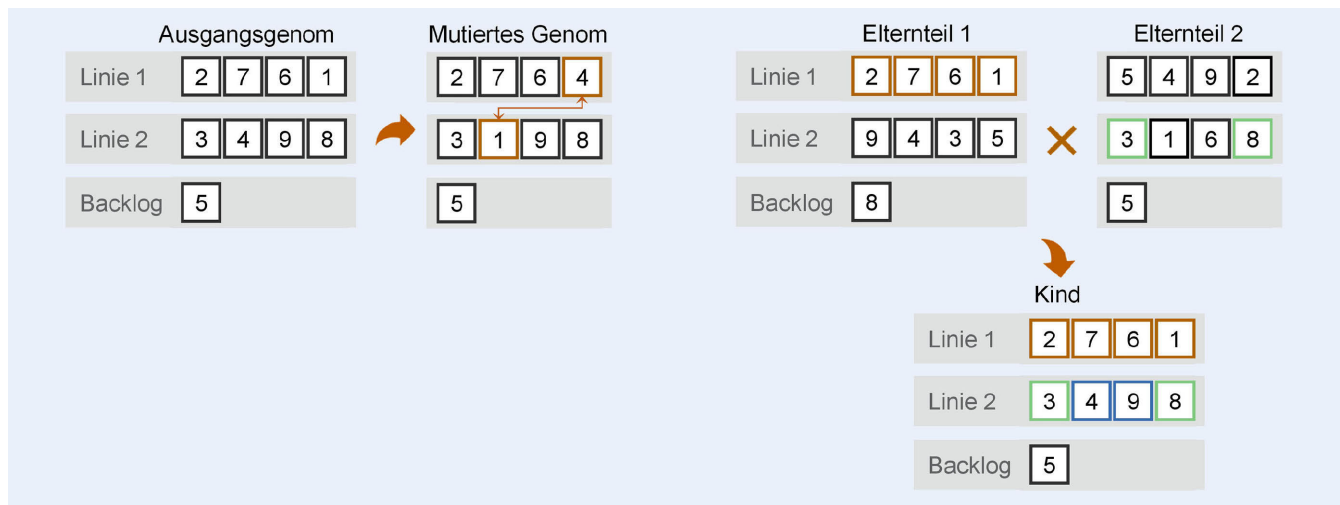 Ausgangsgenom
Linie 1 2 7 6 1
Linie 2 3 4 9 8
Backlog 5
Mutiertes Genom
2 7 6 4
3 1 9 8
5
Elternteil 1
Linie 1 2 7 6 1
Linie 2 9 4 3 5
Backlog 8
Elternteil 2
5 4 9 2
3 1 6 8
5
Kind
Linie 1 2 7 6 1
Linie 2 3 4 9 8
Backlog 5